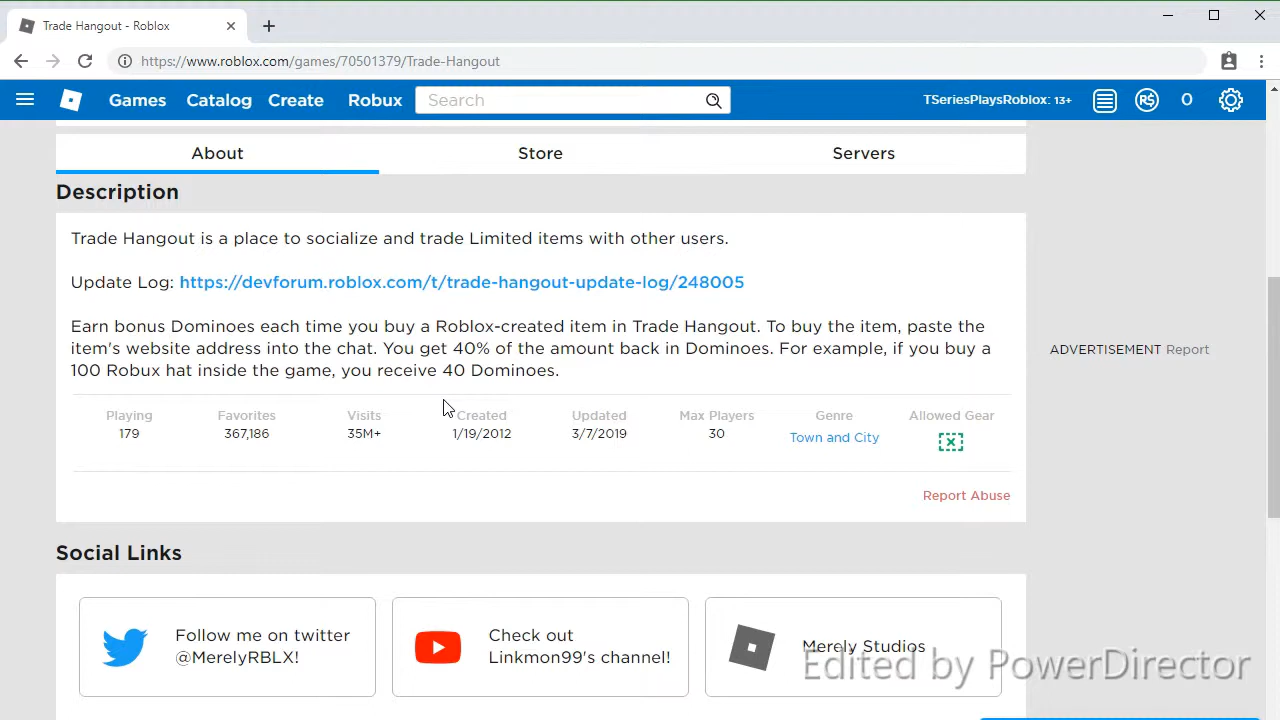 Trade Hangout - Roblox
https://www.roblox.com/games/70501379/Trade-Hangout
Games Catalog Create Robux Search TSeriesPlaysRoblox: 13+ R$ 0
About Store Servers
Description
Trade Hangout is a place to socialize and trade Limited items with other users.
Update Log: https://devforum.roblox.com/t/trade-hangout-update-log/248005
Earn bonus Dominoes each time you buy a Roblox-created item in Trade Hangout. To buy the item, paste the
item's website address into the chat. You get 40% of the amount back in Dominoes. For example, if you buy a
100 Robux hat inside the game, you receive 40 Dominoes.
ADVERTISEMENT Report
Playing Favorites Visits Created Updated Max Players Genre Allowed Gear
179 367,186 35M+ 1/19/2012 3/7/2019 30 Town and City
Report Abuse
Social Links
Follow me on twitter
@MerelyRBLX!
Check out
Linkmon99's channel!
Merely Studios
Edited by PowerDirector